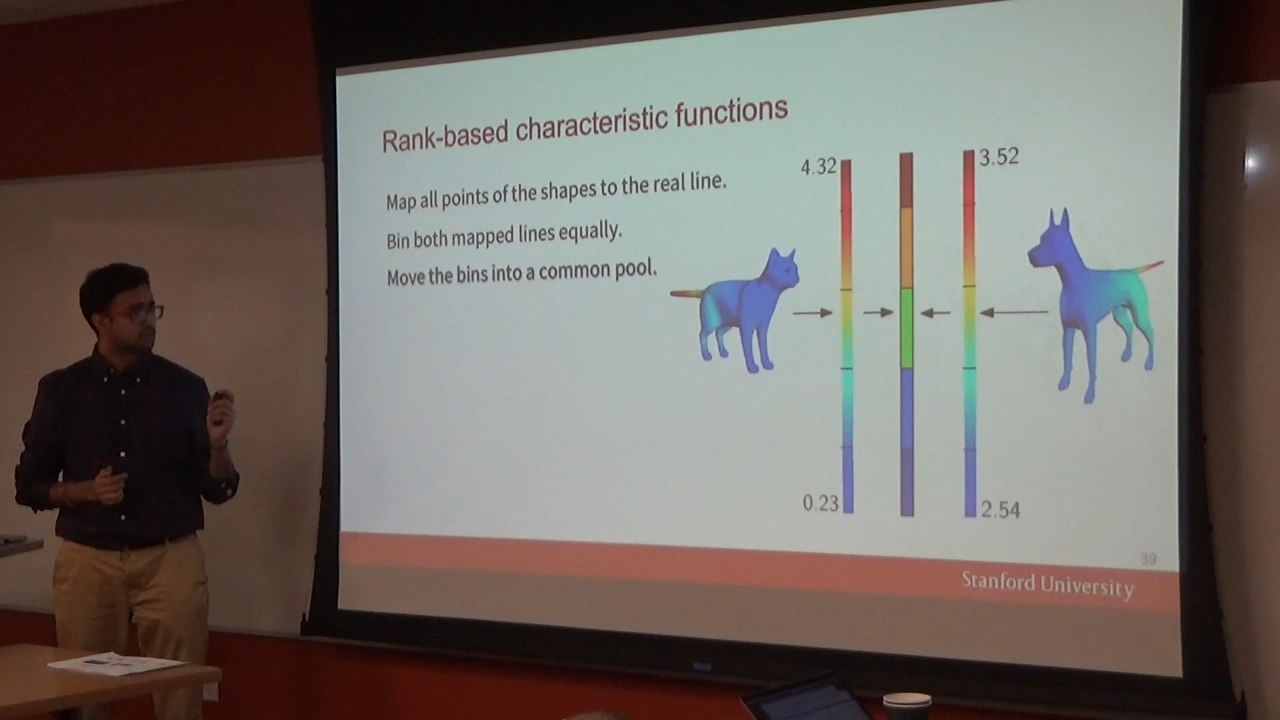 Rank-based characteristic functions
Map all points of the shapes to the real line.
Bin both mapped lines equally.
Move the bins into a common pool.
4.32
3.52
0.23
2.54
39
Stanford University